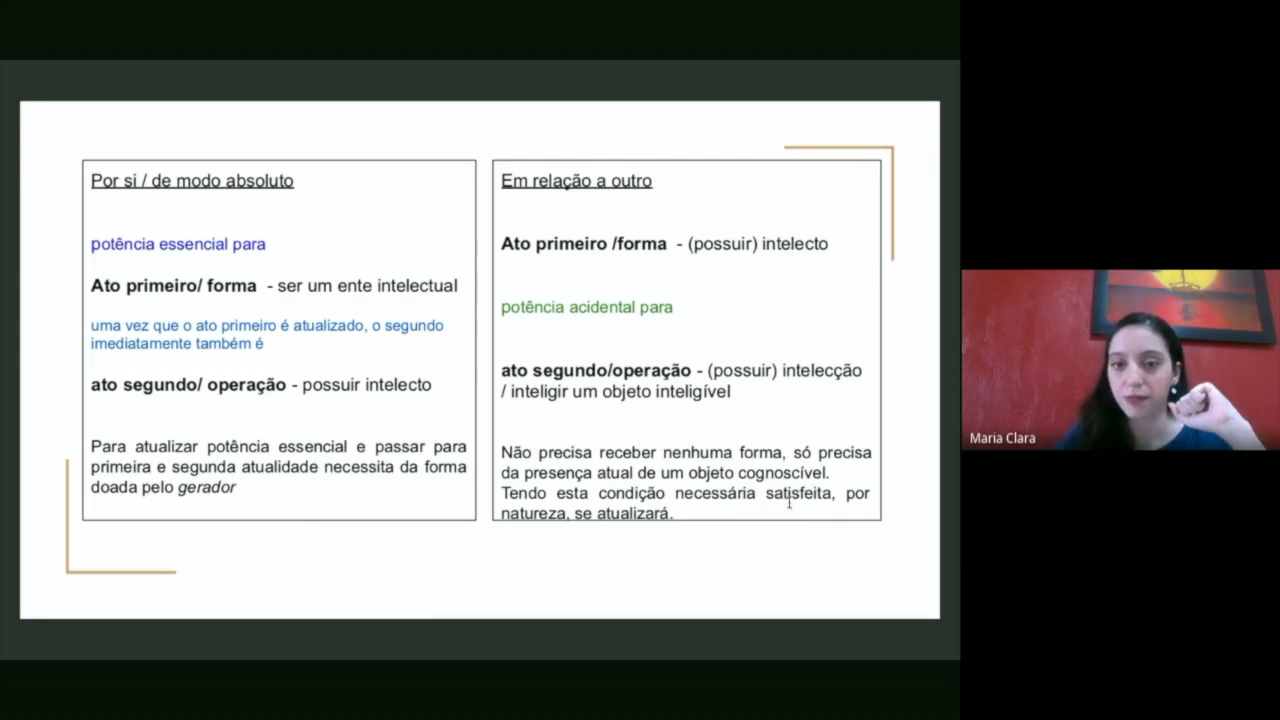 Por si / de modo absoluto
potência essencial para
Ato primeiro/ forma - ser um ente intelectual
uma vez que o ato primeiro é atualizado, o segundo
imediatamente também é
ato segundo/ operação - possuir intelecto
Para atualizar potência essencial e passar para
primeira e segunda atualidade necessita da forma
doada pelo gerador
Em relação a outro
Ato primeiro /forma - (possuir) intelecto
potência acidental para
ato segundo/operação - (possuir) intelecção
/ inteligir um objeto inteligível
Não precisa receber nenhuma forma, só precisa
da presença atual de um objeto cognoscível.
Tendo esta condição necessária satisfeita, por
natureza, se atualizará.
Maria Clara